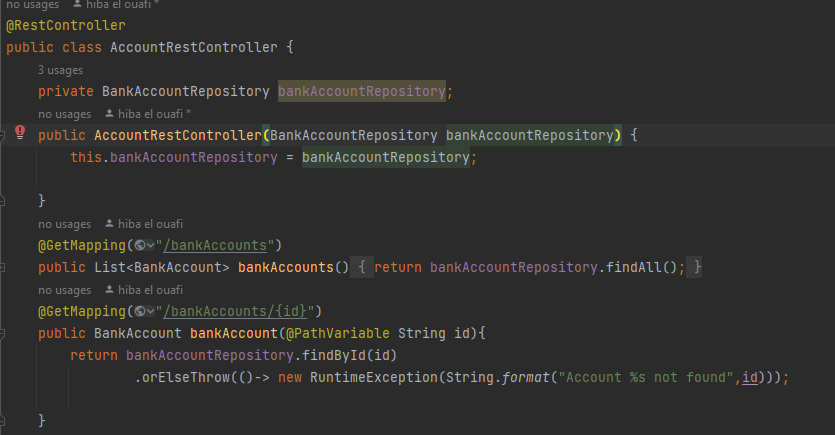 no usages hiba el ouafi *
@RestController
public class AccountRestController {
3 usages
private BankAccountRepository bankAccountRepository;
no usages hiba el ouafi *
public AccountRestController(BankAccountRepository bankAccountRepository) {
this.bankAccountRepository = bankAccountRepository;
}
no usages hiba el ouafi
@GetMapping("/bankAccounts")
public List<BankAccount> bankAccounts() { return bankAccountRepository.findAll(); }
no usages hiba el ouafi
@GetMapping("/bankAccounts/{id}")
public BankAccount bankAccount(@PathVariable String id){
return bankAccountRepository.findById(id)
.orElseThrow(()-> new RuntimeException(String.format("Account %s not found",id)));
}